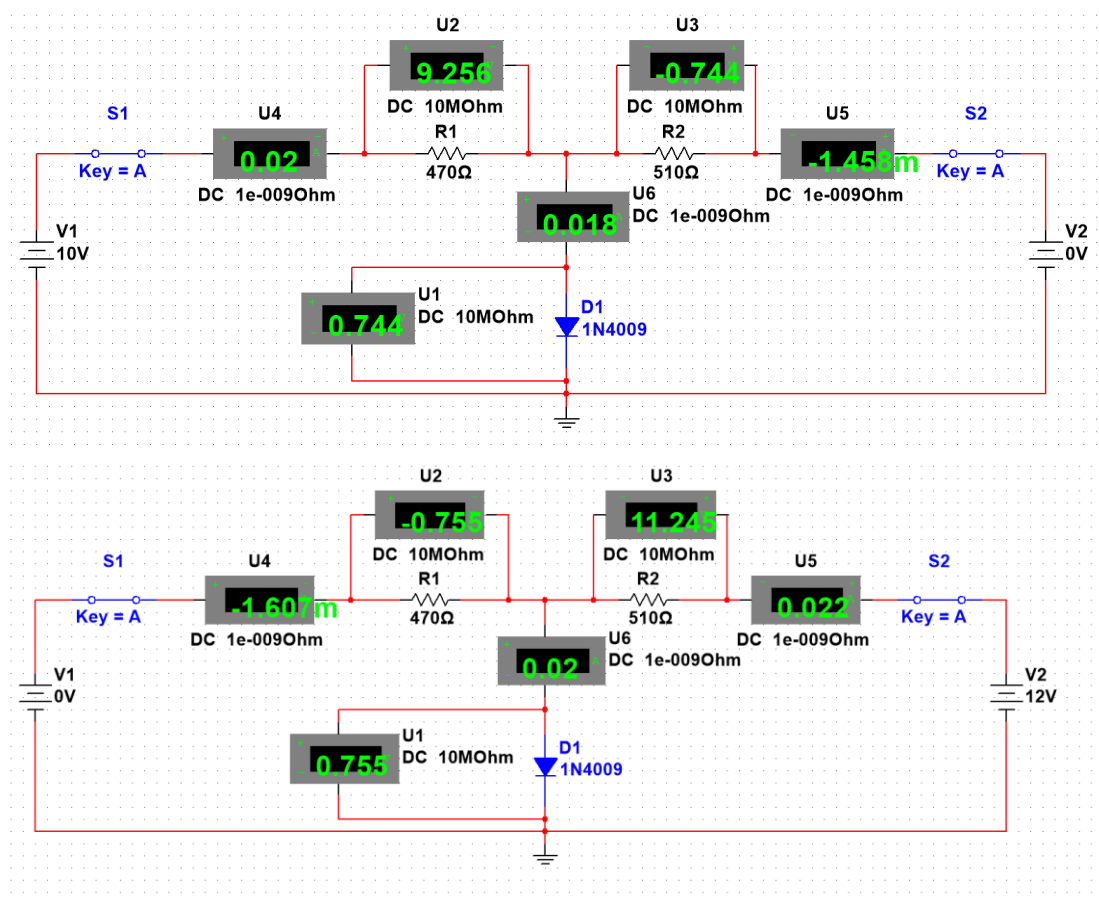 U2
U3
9.256
-0.744
DC 10MOhm
DC 10MOhm
S1
U4
R1
R2
U5
S2
0.02
A
-1.458m
Key = A
470Ω
510Ω
Key = A
DC 1e-009Ohm
DC 1e-009Ohm
U6
DC 1e-009Ohm
0.018
A
V1
10V
V2
0V
U1
DC 10MOhm
0.744
D1
1N4009
U2
U3
-0.755
11.245
DC 10MOhm
DC 10MOhm
S1
U4
R1
R2
U5
S2
-1.607m
0.022
Key = A
470Ω
510Ω
Key = A
DC 1e-009Ohm
DC 1e-009Ohm
U6
DC 1e-009Ohm
0.02
A
V1
0V
V2
12V
U1
DC 10MOhm
0.755
D1
1N4009